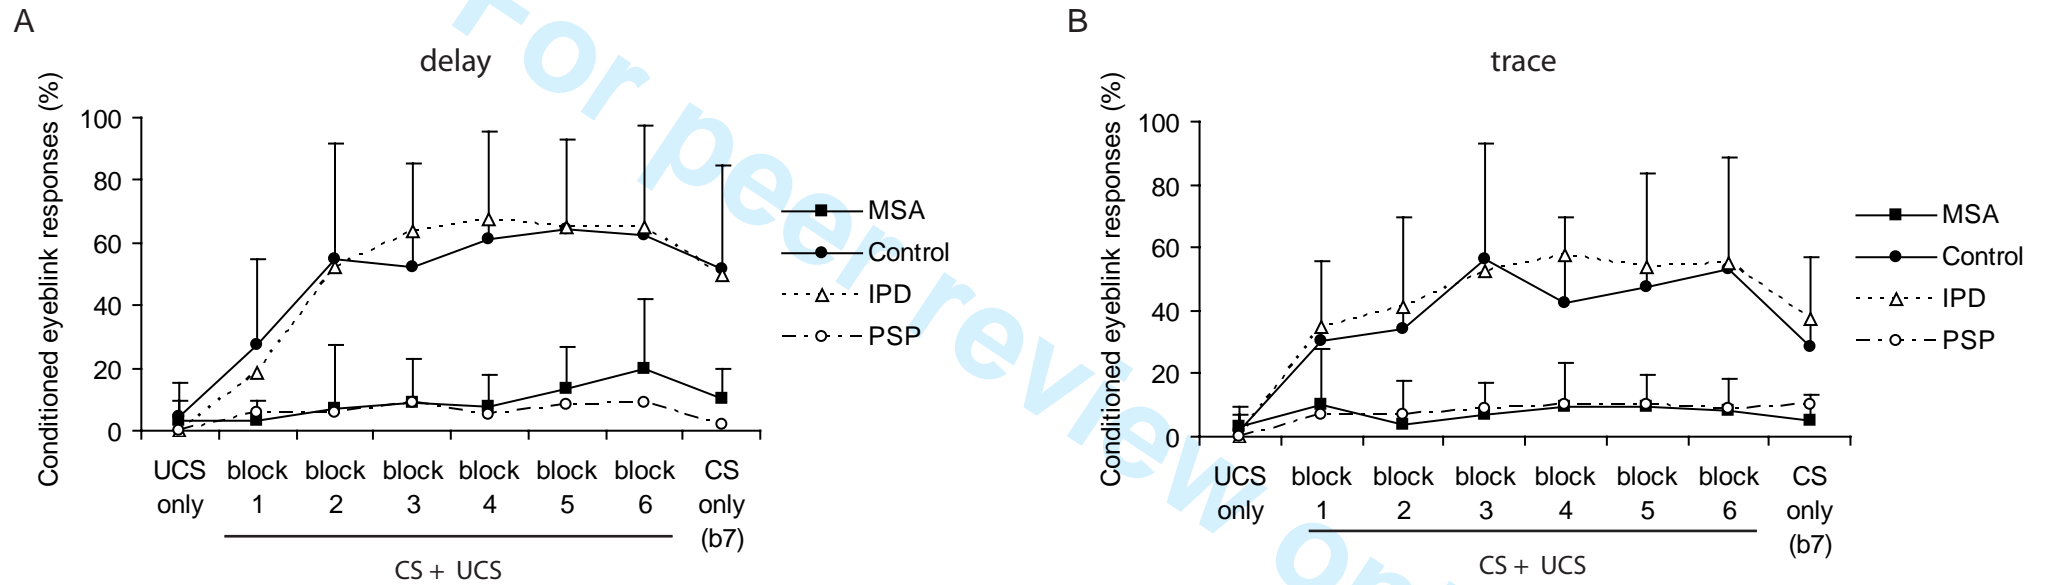 A
delay
Conditioned eyeblink responses (%)
100
80
60
40
20
0
UCS only
block 1
block 2
block 3
block 4
block 5
block 6
CS only (b7)
CS + UCS
MSA
Control
IPD
PSP
B
trace
Conditioned eyeblink responses (%)
100
80
60
40
20
0
UCS only
block 1
block 2
block 3
block 4
block 5
block 6
CS only (b7)
CS + UCS
MSA
Control
IPD
PSP
For peer review